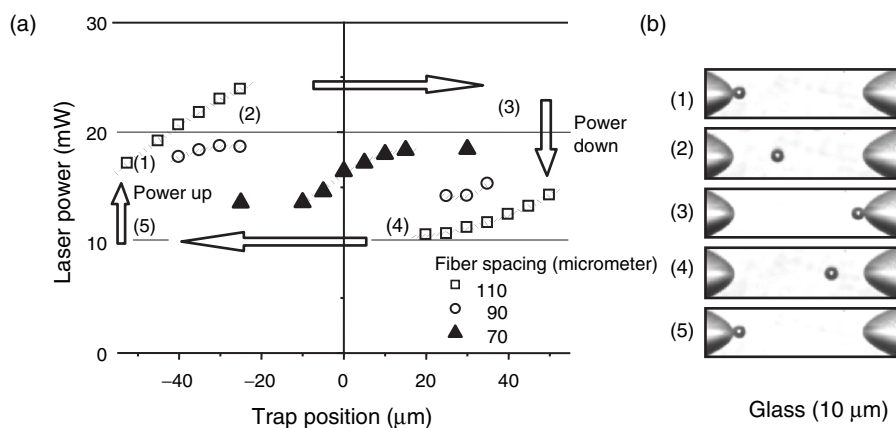 (a)
30
20
10
0
Laser power (mW)
(1)
(2)
(3)
Power
down
Power up
(5)
(4)
Fiber spacing (micrometer)
110
90
70
−40
−20
0
20
40
Trap position (μm)
(b)
(1)
(2)
(3)
(4)
(5)
Glass (10 μm)